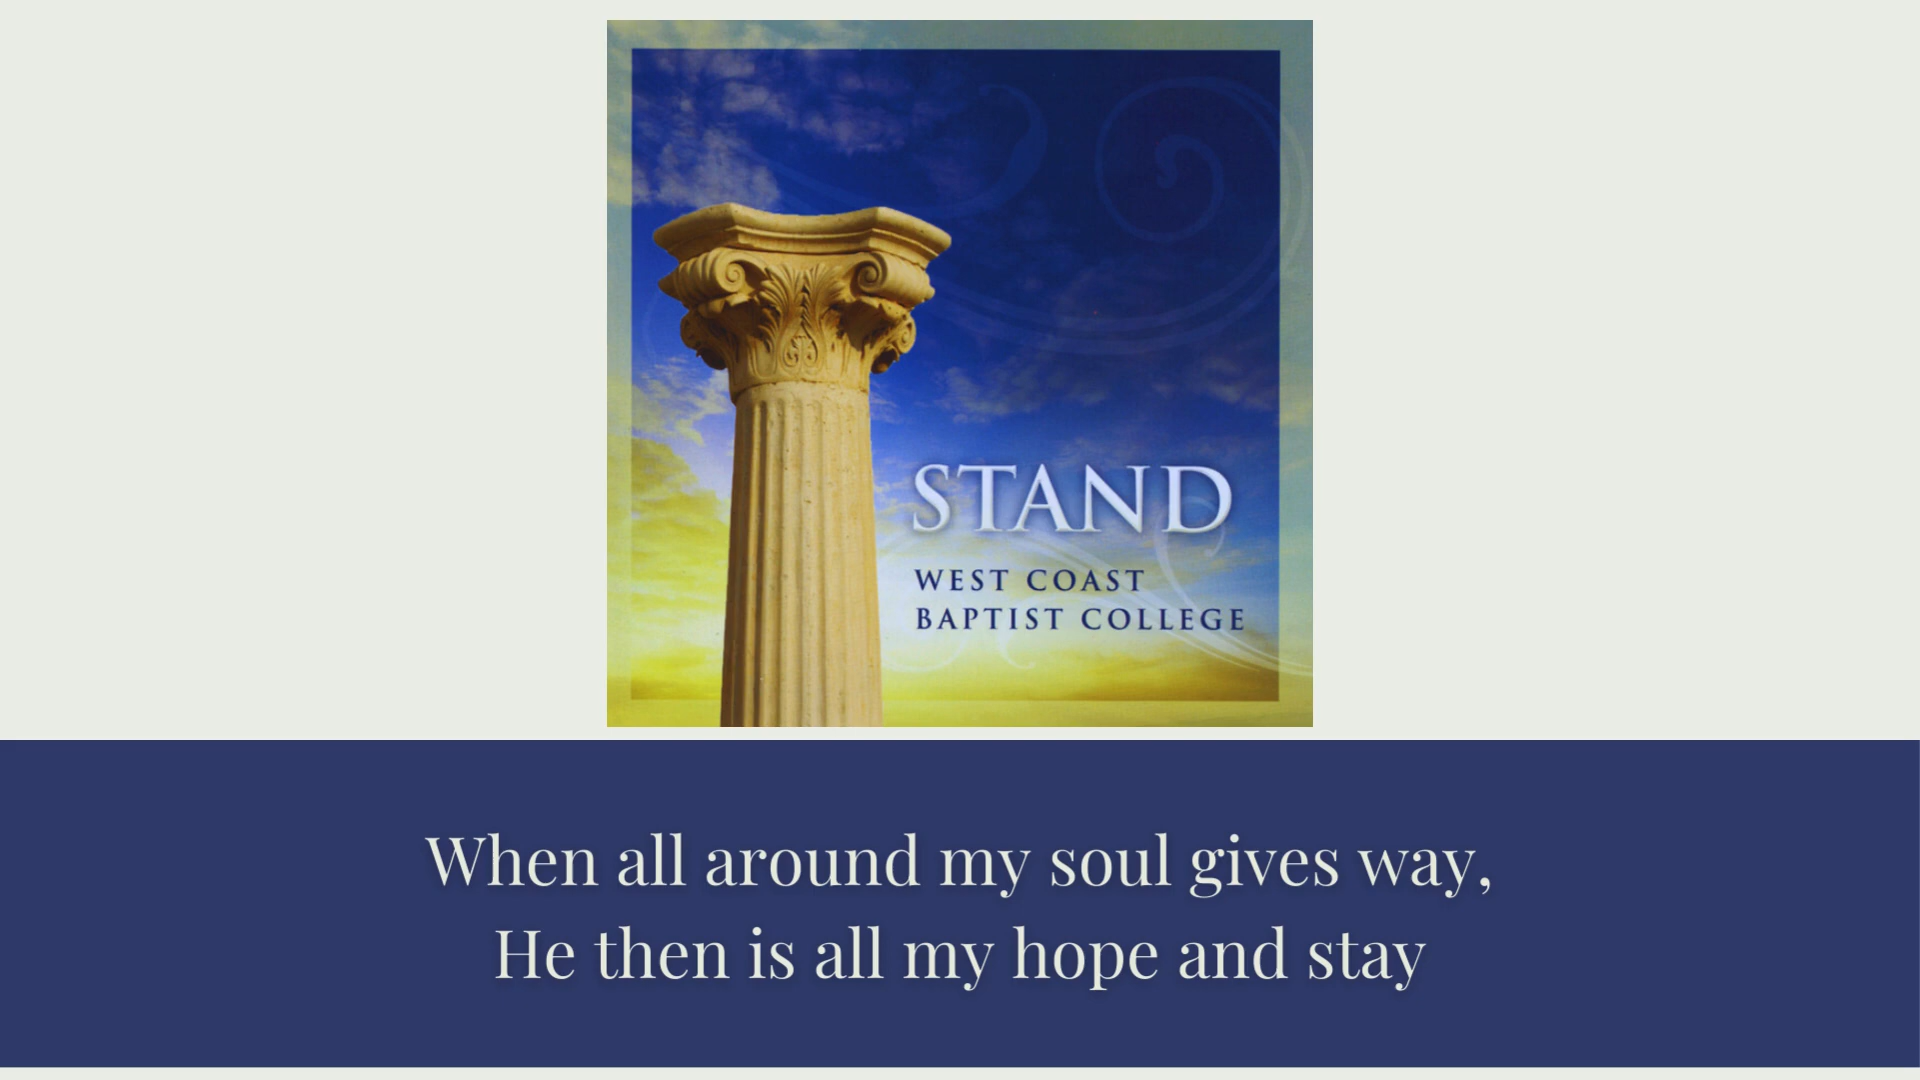 STAND
WEST COAST
BAPTIST COLLEGE
When all around my soul gives way,
He then is all my hope and stay